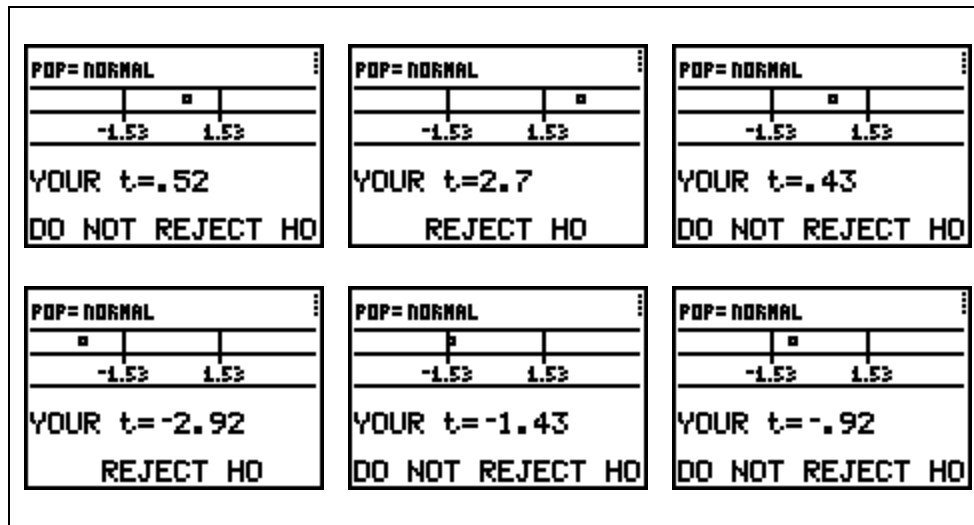 POP=NORMAL
-1.53 1.53
YOUR t=.52
DO NOT REJECT HO
POP=NORMAL
-1.53 1.53
YOUR t=2.7
REJECT HO
POP=NORMAL
-1.53 1.53
YOUR t=.43
DO NOT REJECT HO
POP=NORMAL
-1.53 1.53
YOUR t=-2.92
REJECT HO
POP=NORMAL
-1.53 1.53
YOUR t=-1.43
DO NOT REJECT HO
POP=NORMAL
-1.53 1.53
YOUR t=-.92
DO NOT REJECT HO